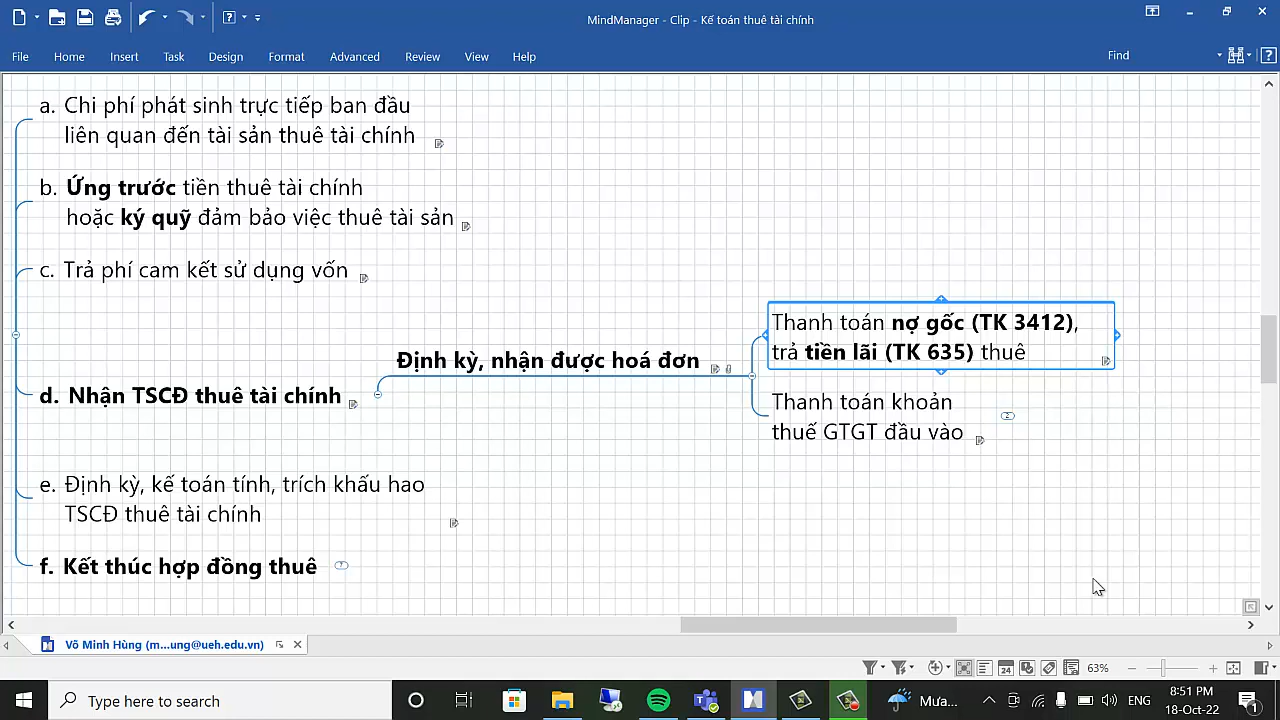 MindManager - Clip - Kế toán thuê tài chính
File Home Insert Task Design Format Advanced Review View Help Find
a. Chi phí phát sinh trực tiếp ban đầu
liên quan đến tài sản thuê tài chính
b. Ứng trước tiền thuê tài chính
hoặc ký quỹ đảm bảo việc thuê tài sản
c. Trả phí cam kết sử dụng vốn
Thanh toán nợ gốc (TK 3412),
trả tiền lãi (TK 635) thuê
Định kỳ, nhận được hoá đơn
d. Nhận TSCĐ thuê tài chính
Thanh toán khoản
thuế GTGT đầu vào
e. Định kỳ, kế toán tính, trích khấu hao
TSCĐ thuê tài chính
f. Kết thúc hợp đồng thuê
Võ Minh Hùng (m...ung@ueh.edu.vn)
63%
Type here to search
Mưa...
ENG
8:51 PM
18-Oct-22